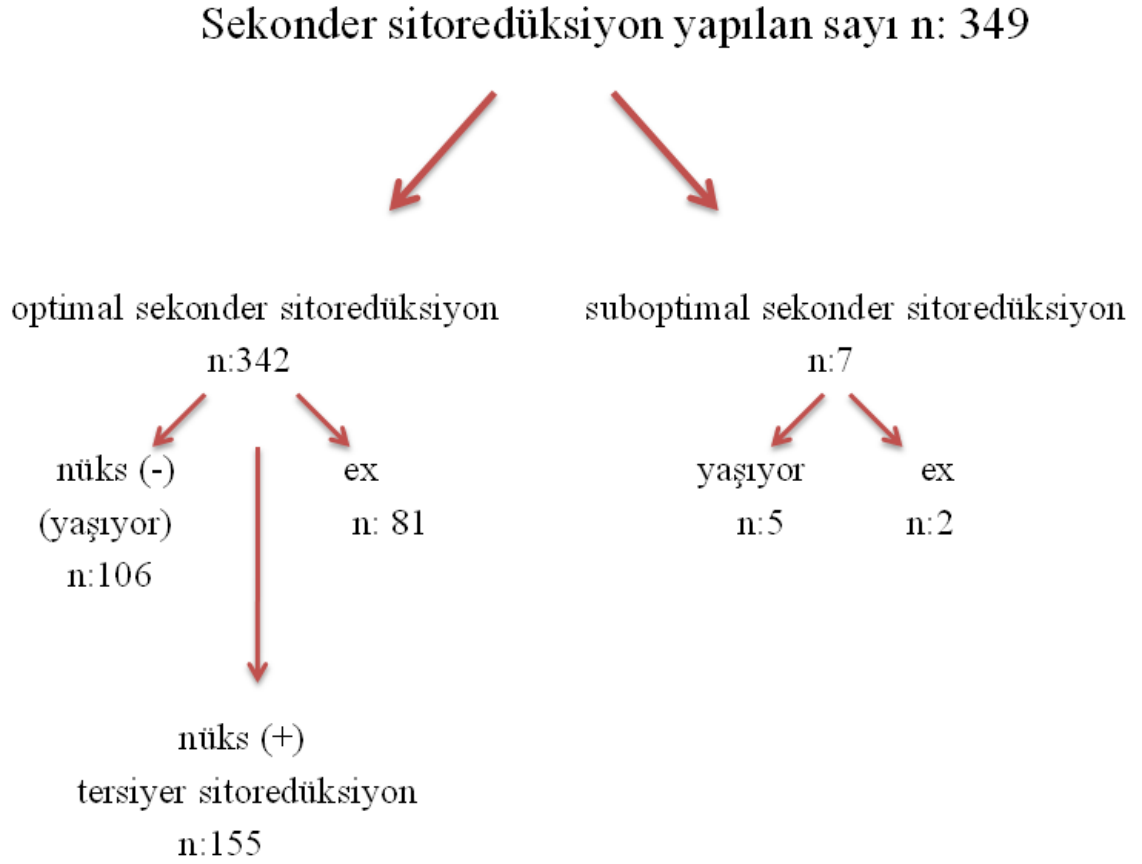 Sekonder sitoredüksiyon yapılan sayı n: 349
optimal sekonder sitoredüksiyon
n:342
suboptimal sekonder sitoredüksiyon
n:7
nüks (-)
(yaşıyor)
n:106
ex
n: 81
yaşıyor
n:5
ex
n:2
nüks (+)
tersiyer sitoredüksiyon
n:155